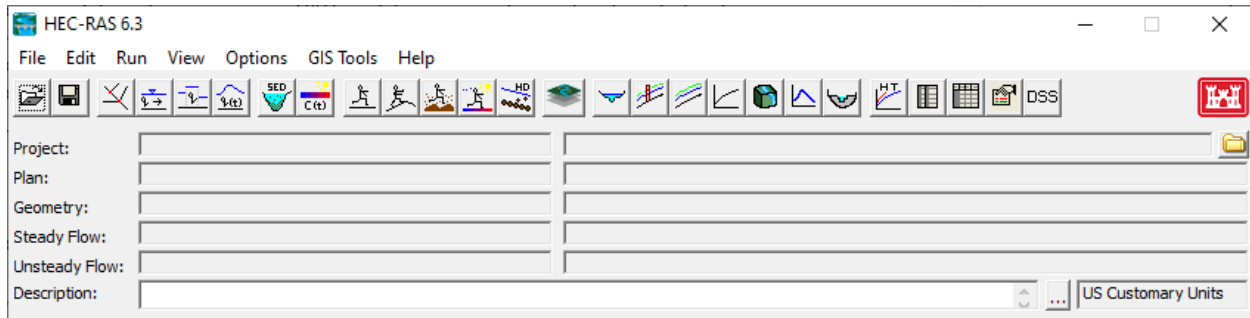 HEC-RAS 6.3
File Edit Run View Options GIS Tools Help
SED C(t) HD HT DSS
Project:
Plan:
Geometry:
Steady Flow:
Unsteady Flow:
Description: ... US Customary Units